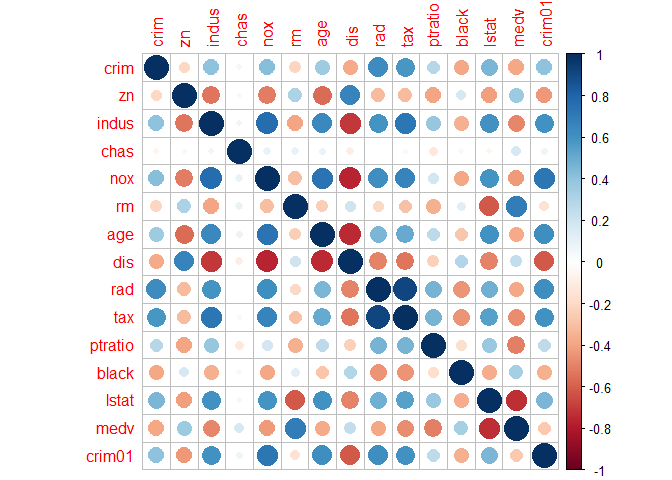 crim zn indus chas nox rm age dis rad tax ptratio black lstat medv crim01
crim
zn
indus
chas
nox
rm
age
dis
rad
tax
ptratio
black
lstat
medv
crim01
1
0.8
0.6
0.4
0.2
0
-0.2
-0.4
-0.6
-0.8
-1